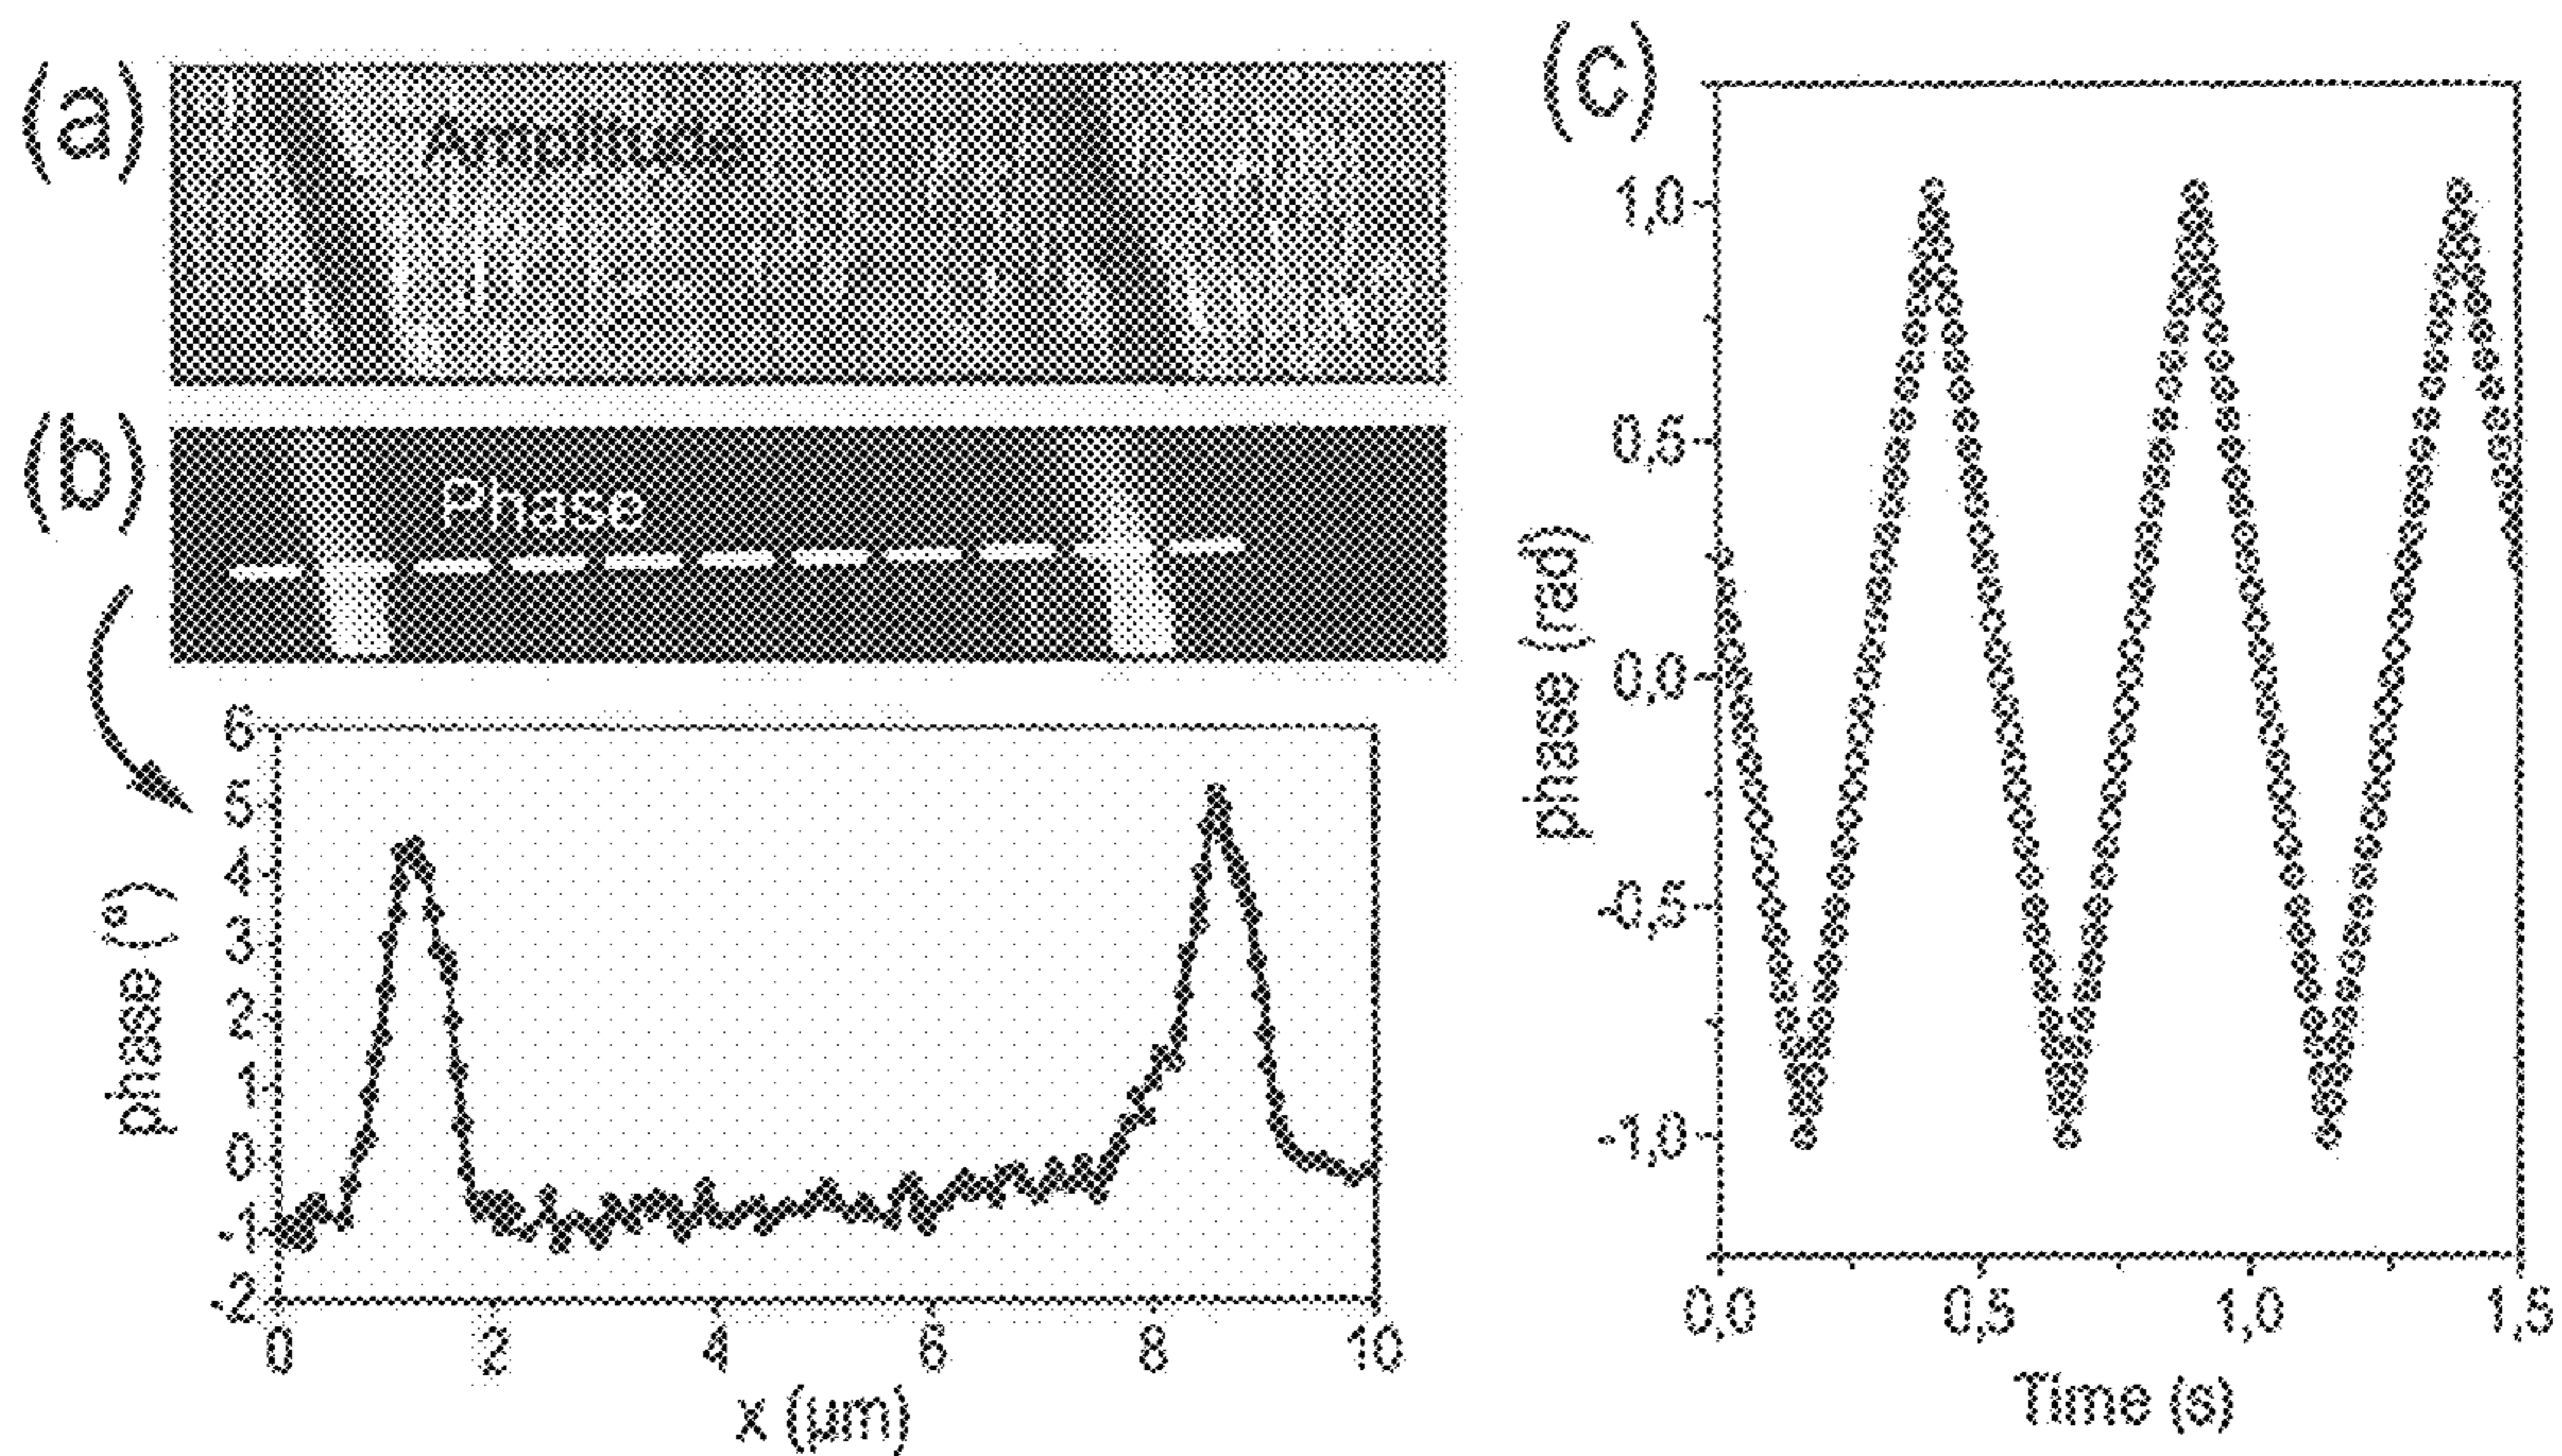 (a)
Amplitude
(b)
Phase
6
5
4
3
2
1
0
-1
-2
phase (º)
0 2 4 6 8 10
x (µm)
(c)
1,0
0,5
0,0
-0,5
-1,0
phase (rad)
0,0 0,5 1,0 1,5
Time (s)